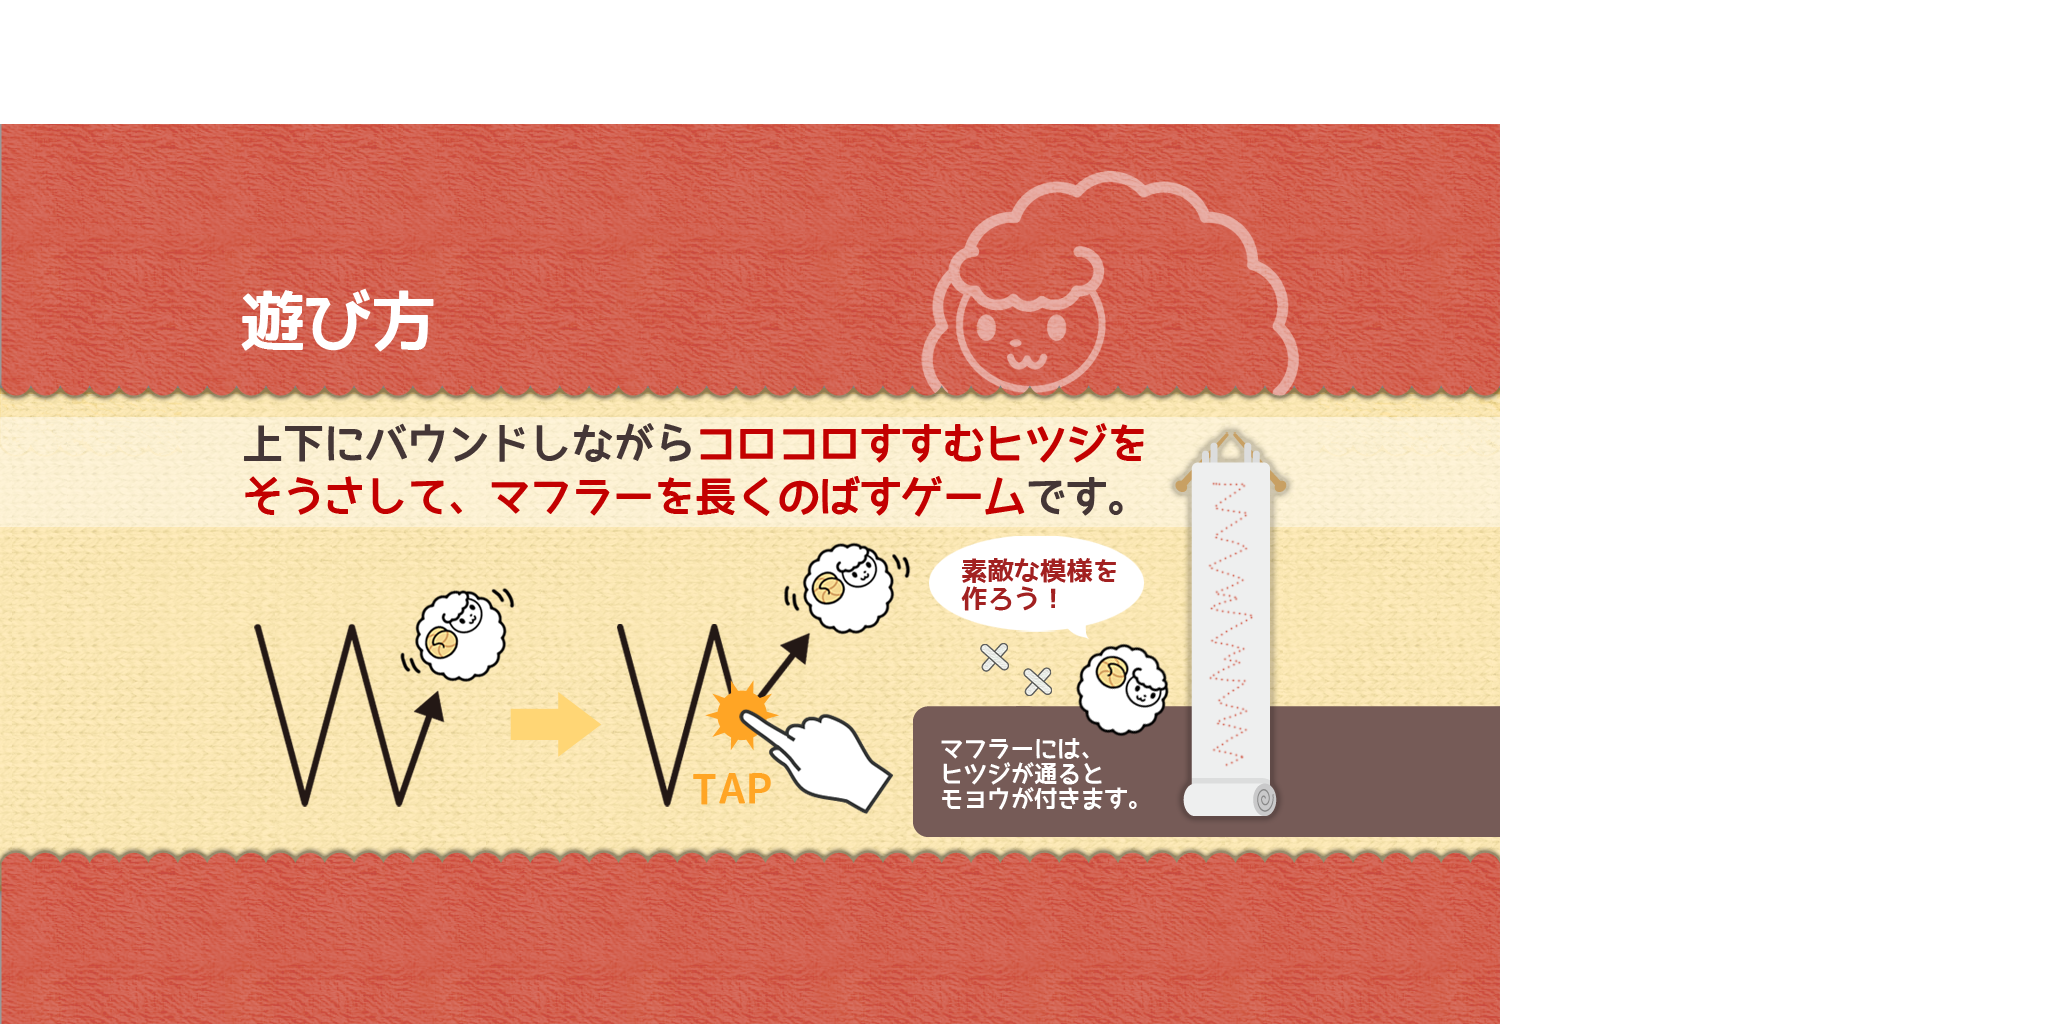 遊び方
上下にバウンドしながらコロコロすすむヒツジを
そうさして、マフラーを長くのばすゲームです。
素敵な模様を
作ろう！
TAP
マフラーには、
ヒツジが通ると
モヨウが付きます。